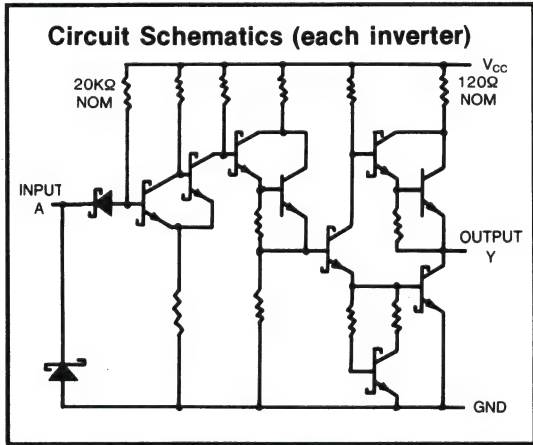 Circuit Schematics (each inverter)
VCC
20KΩ
NOM
120Ω
NOM
INPUT
A
OUTPUT
Y
GND